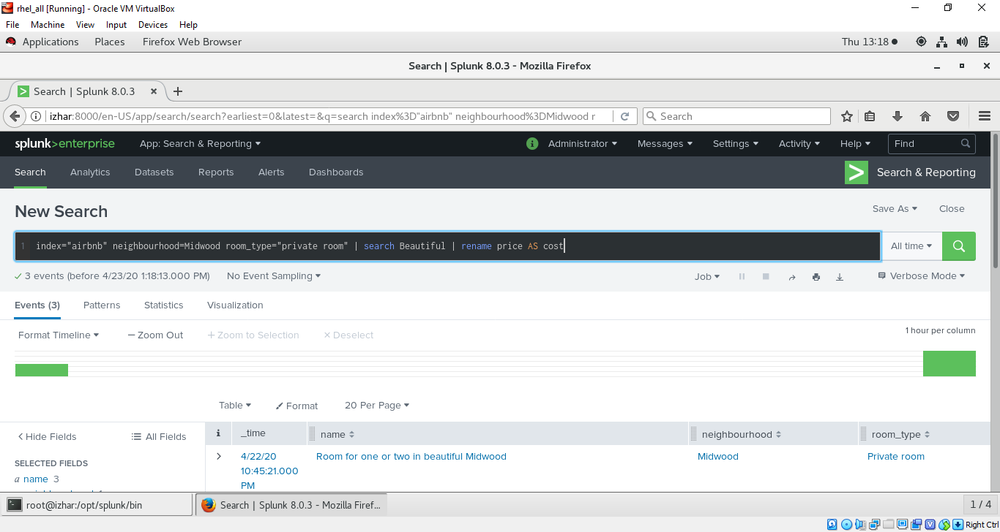 rhel_all [Running] - Oracle VM VirtualBox
File Machine View Input Devices Help
Applications Places Firefox Web Browser Thu 13:18
Search | Splunk 8.0.3 - Mozilla Firefox
Search | Splunk 8.0.3
izhar:8000/en-US/app/search/search?earliest=0&latest=&q=search index%3D"airbnb" neighbourhood%3DMidwood r Search
splunk>enterprise App: Search & Reporting Administrator Messages Settings Activity Help Find
Search Analytics Datasets Reports Alerts Dashboards Search & Reporting
New Search Save As Close
1 index="airbnb" neighbourhood=Midwood room_type="private room" | search Beautiful | rename price AS cost All time
3 events (before 4/23/20 1:18:13.000 PM) No Event Sampling Job Verbose Mode
Events (3) Patterns Statistics Visualization
Format Timeline — Zoom Out + Zoom to Selection × Deselect 1 hour per column
Table Format 20 Per Page
< Hide Fields All Fields i _time name neighbourhood room_type
SELECTED FIELDS
a name 3
> 4/22/20 Room for one or two in beautiful Midwood Midwood Private room
10:45:21.000
PM
root@izhar:/opt/splunk/bin Search | Splunk 8.0.3 - Mozilla Firef... 1 / 4
Right Ctrl